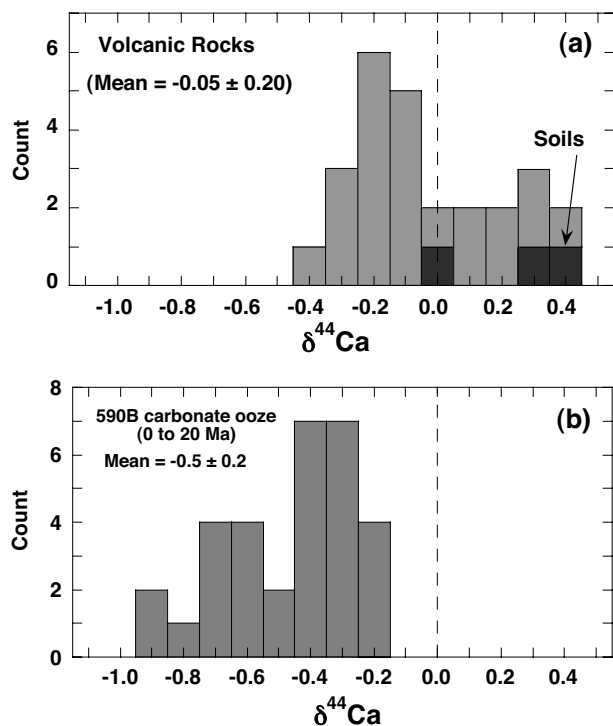 Volcanic Rocks
(Mean = -0.05 ± 0.20)
(a)
Soils
Count
6
4
2
0
-1.0 -0.8 -0.6 -0.4 -0.2 0.0 0.2 0.4
δ⁴⁴Ca
590B carbonate ooze
(0 to 20 Ma)
Mean = -0.5 ± 0.2
(b)
Count
8
6
4
2
0
-1.0 -0.8 -0.6 -0.4 -0.2 0.0 0.2 0.4
δ⁴⁴Ca